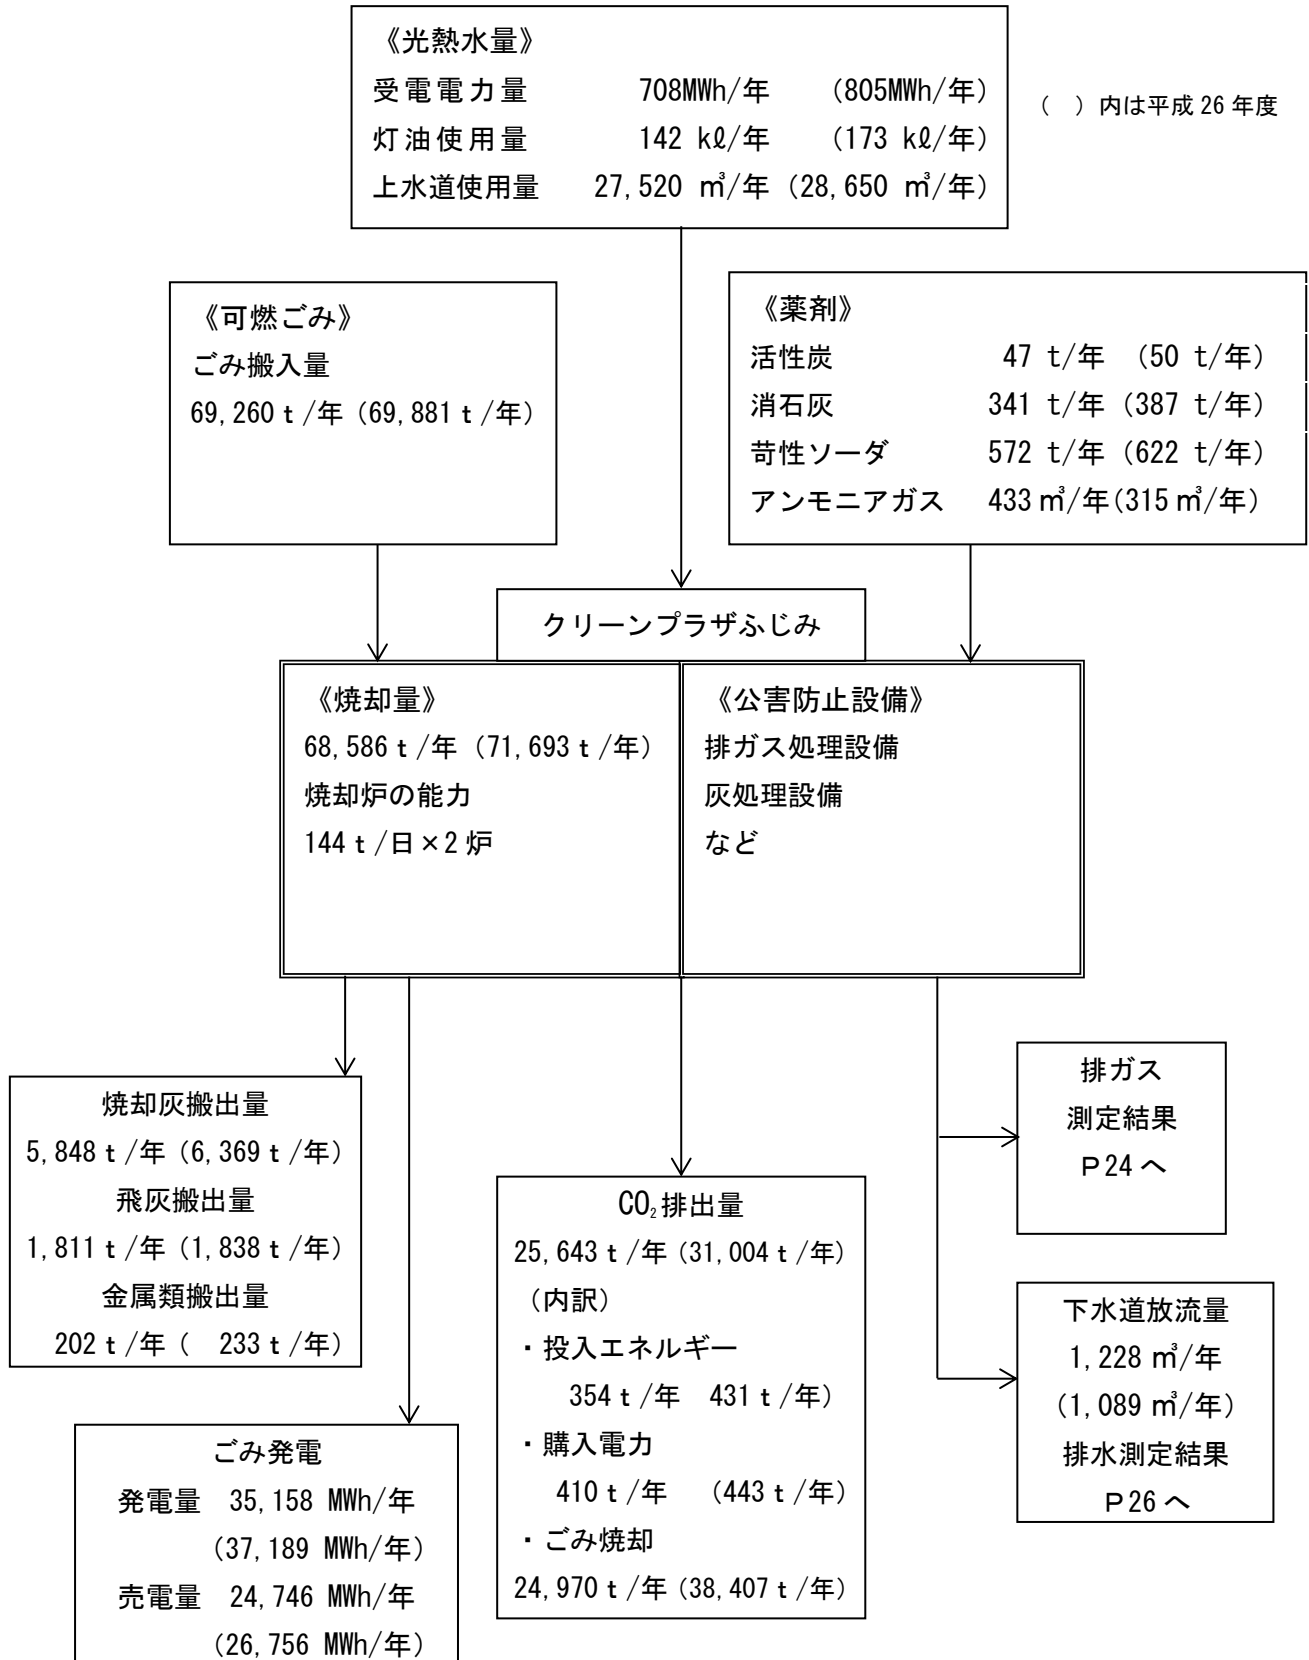 《光熱水量》
受電電力量 708MWh/年 (805MWh/年)
灯油使用量 142 kℓ/年 (173 kℓ/年)
上水道使用量 27,520 ㎥/年 (28,650 ㎥/年)
( ) 内は平成 26 年度
《可燃ごみ》
ごみ搬入量
69,260 t/年 (69,881 t/年)
《薬剤》
活性炭 47 t/年 (50 t/年)
消石灰 341 t/年 (387 t/年)
苛性ソーダ 572 t/年 (622 t/年)
アンモニアガス 433 ㎥/年(315 ㎥/年)
クリーンプラザふじみ
《焼却量》
68,586 t/年 (71,693 t/年)
焼却炉の能力
144 t/日×2 炉
《公害防止設備》
排ガス処理設備
灰処理設備
など
焼却灰搬出量
5,848 t/年 (6,369 t/年)
飛灰搬出量
1,811 t/年 (1,838 t/年)
金属類搬出量
202 t/年 ( 233 t/年)
ごみ発電
発電量 35,158 MWh/年
(37,189 MWh/年)
売電量 24,746 MWh/年
(26,756 MWh/年)
CO₂排出量
25,643 t/年 (31,004 t/年)
(内訳)
・投入エネルギー
354 t/年 431 t/年)
・購入電力
410 t/年 (443 t/年)
・ごみ焼却
24,970 t/年 (38,407 t/年)
排ガス
測定結果
P24 へ
下水道放流量
1,228 ㎥/年
(1,089 ㎥/年)
排水測定結果
P26 へ